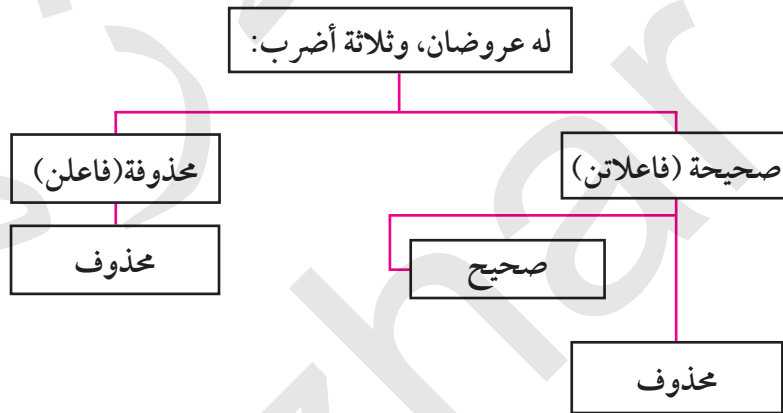 له عروضان، وثلاثة أضرب:
صحيحة (فاعلاتن)
محذوفة(فاعلن)
صحيح
محذوف
محذوف